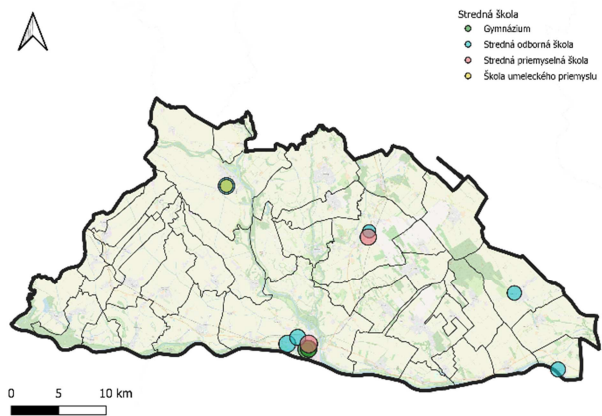 Stredná škola
Gymnázium
Stredná odborná škola
Stredná priemyselná škola
Škola umeleckého priemyslu
0 5 10 km